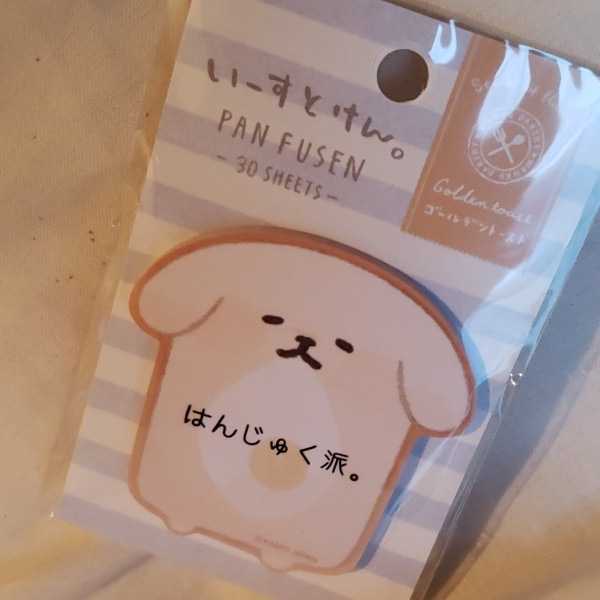 いーすとけん。
PAN FUSEN
- 30 SHEETS -
Golden toast
ゴールデントースト
はんじゅく派。